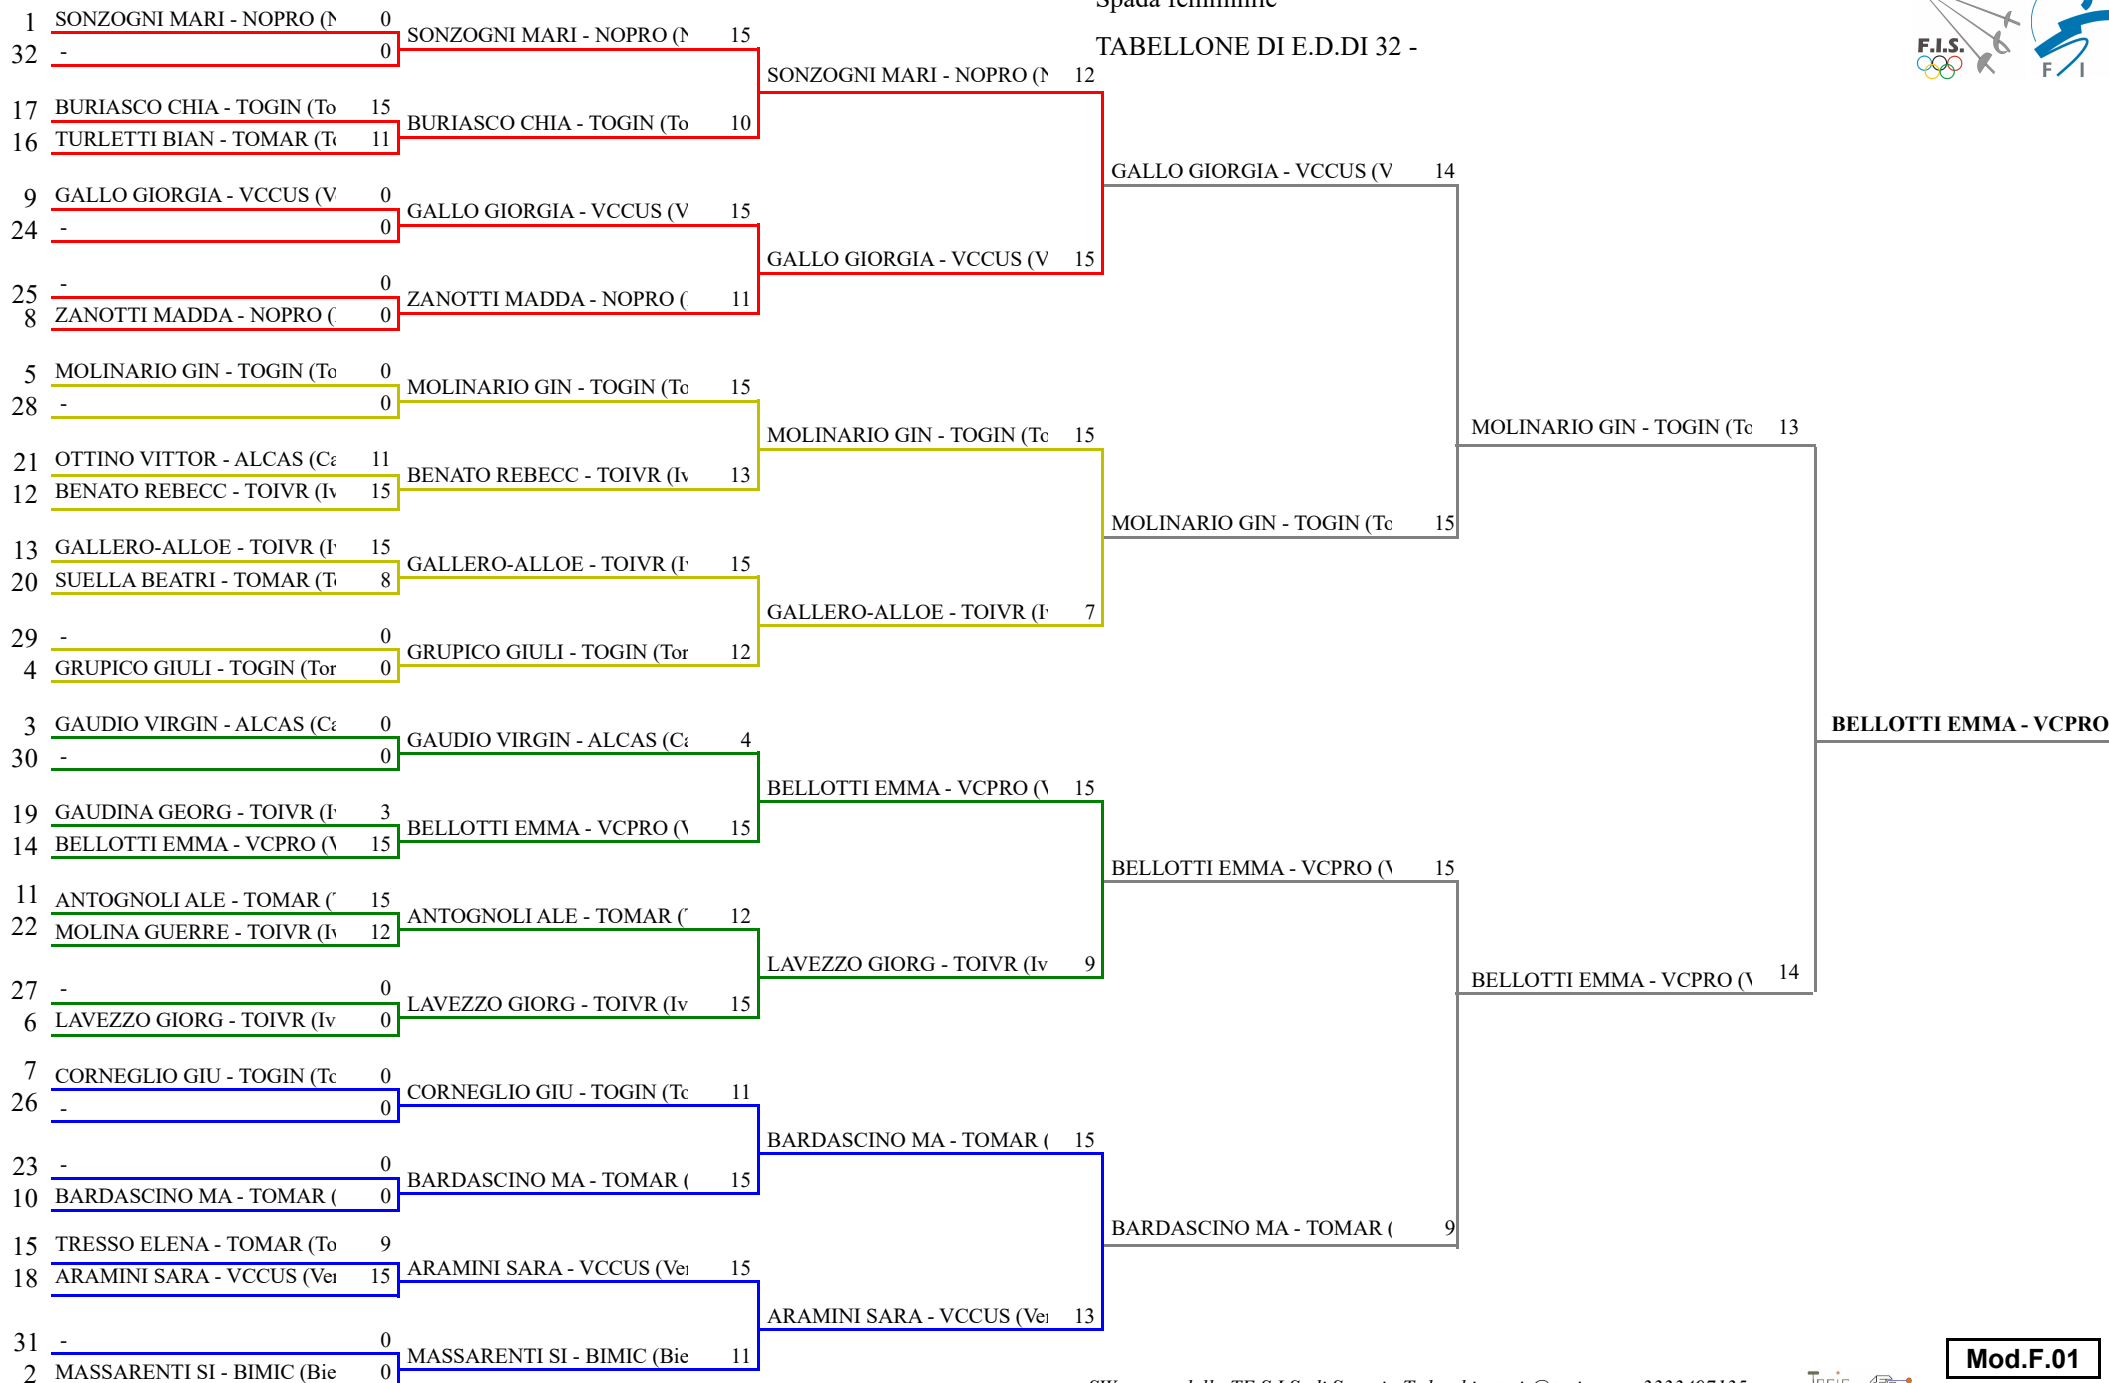 Spada femminile
TABELLONE DI E.D.DI 32 -
F.I.S.
F I
1 SONZOGNI MARI - NOPRO (N 0
32 - 0
17 BURIASCO CHIA - TOGIN (To 15
16 TURLETTI BIAN - TOMAR (To 11
9 GALLO GIORGIA - VCCUS (V 0
24 - 0
25 - 0
8 ZANOTTI MADDA - NOPRO ( 0
5 MOLINARIO GIN - TOGIN (To 0
28 - 0
21 OTTINO VITTOR - ALCAS (Ca 11
12 BENATO REBECC - TOIVR (Iv 15
13 GALLERO-ALLOE - TOIVR (I 15
20 SUELLA BEATRI - TOMAR (T 8
29 - 0
4 GRUPICO GIULI - TOGIN (Tor 0
3 GAUDIO VIRGIN - ALCAS (Ca 0
30 - 0
19 GAUDINA GEORG - TOIVR (I 3
14 BELLOTTI EMMA - VCPRO (V 15
11 ANTOGNOLI ALE - TOMAR ( 15
22 MOLINA GUERRE - TOIVR (Iv 12
27 - 0
6 LAVEZZO GIORG - TOIVR (Iv 0
7 CORNEGLIO GIU - TOGIN (To 0
26 - 0
23 - 0
10 BARDASCINO MA - TOMAR ( 0
15 TRESSO ELENA - TOMAR (To 9
18 ARAMINI SARA - VCCUS (Ver 15
31 - 0
2 MASSARENTI SI - BIMIC (Bie 0
SONZOGNI MARI - NOPRO (N 15
BURIASCO CHIA - TOGIN (To 10
GALLO GIORGIA - VCCUS (V 15
ZANOTTI MADDA - NOPRO ( 11
MOLINARIO GIN - TOGIN (To 15
BENATO REBECC - TOIVR (Iv 13
GALLERO-ALLOE - TOIVR (I 15
GRUPICO GIULI - TOGIN (Tor 12
GAUDIO VIRGIN - ALCAS (Ca 4
BELLOTTI EMMA - VCPRO (V 15
ANTOGNOLI ALE - TOMAR ( 12
LAVEZZO GIORG - TOIVR (Iv 15
CORNEGLIO GIU - TOGIN (To 11
BARDASCINO MA - TOMAR ( 15
ARAMINI SARA - VCCUS (Ver 15
MASSARENTI SI - BIMIC (Bie 11
SONZOGNI MARI - NOPRO (N 12
GALLO GIORGIA - VCCUS (V 15
MOLINARIO GIN - TOGIN (To 15
GALLERO-ALLOE - TOIVR (I 7
BELLOTTI EMMA - VCPRO (V 15
LAVEZZO GIORG - TOIVR (Iv 9
BARDASCINO MA - TOMAR ( 15
ARAMINI SARA - VCCUS (Ver 13
GALLO GIORGIA - VCCUS (V 14
MOLINARIO GIN - TOGIN (To 15
BELLOTTI EMMA - VCPRO (V 15
BARDASCINO MA - TOMAR ( 9
MOLINARIO GIN - TOGIN (To 13
BELLOTTI EMMA - VCPRO (V 14
BELLOTTI EMMA - VCPRO
Mod.F.01